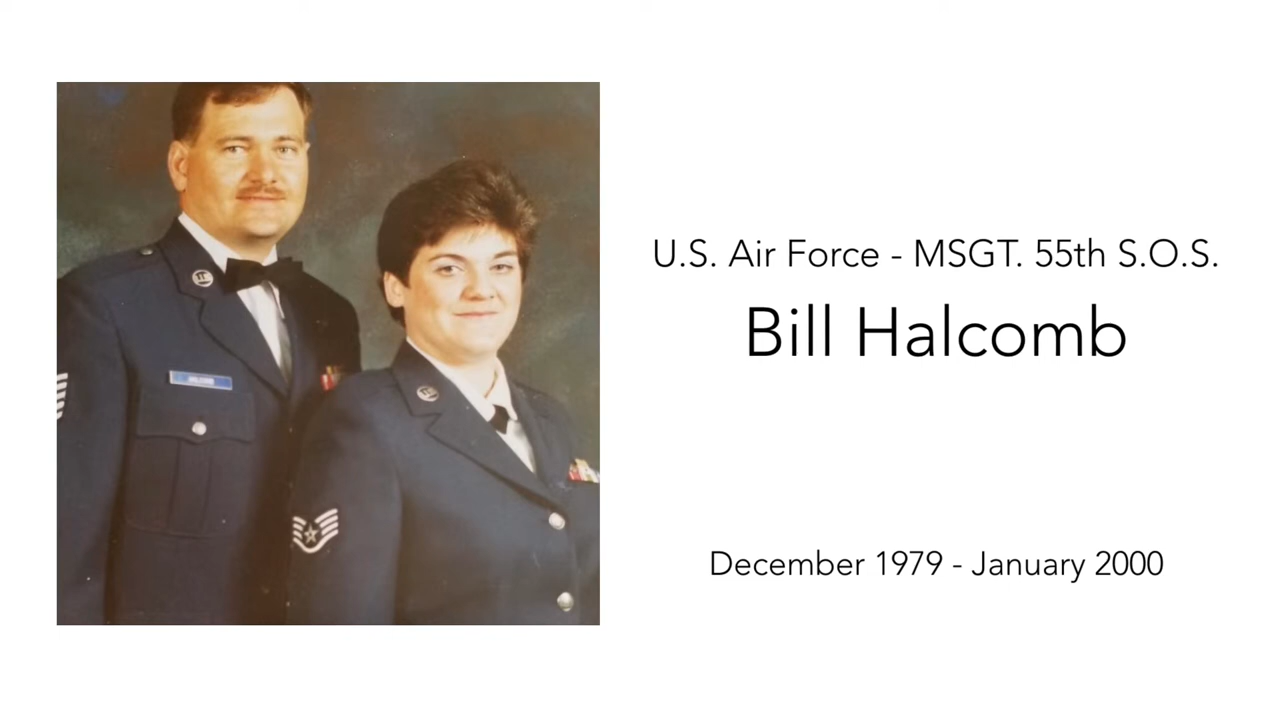 U.S. Air Force - MSGT. 55th S.O.S.
Bill Halcomb
December 1979 - January 2000